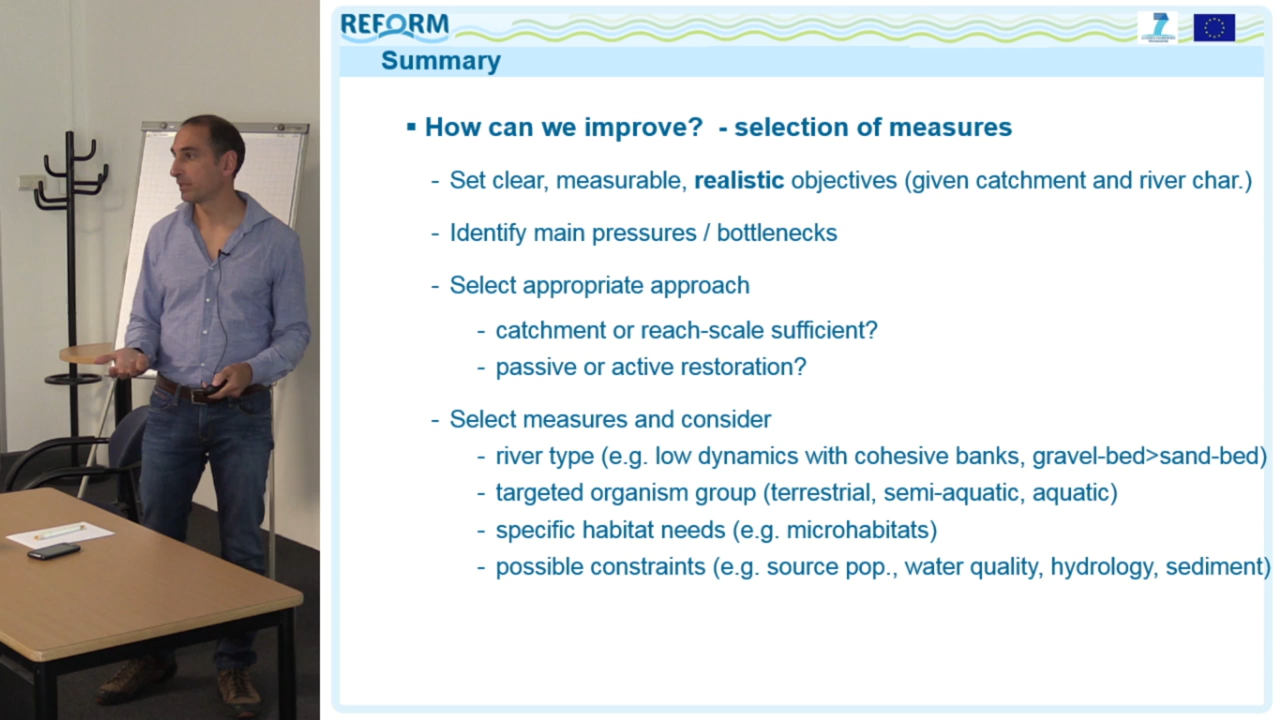 REFORM
7
Summary
▪ How can we improve? - selection of measures
- Set clear, measurable, realistic objectives (given catchment and river char.)
- Identify main pressures / bottlenecks
- Select appropriate approach
- catchment or reach-scale sufficient?
- passive or active restoration?
- Select measures and consider
- river type (e.g. low dynamics with cohesive banks, gravel-bed>sand-bed)
- targeted organism group (terrestrial, semi-aquatic, aquatic)
- specific habitat needs (e.g. microhabitats)
- possible constraints (e.g. source pop., water quality, hydrology, sediment)